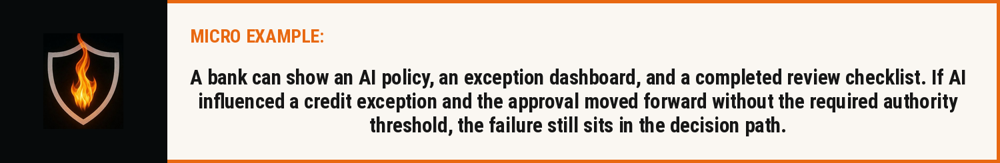 MICRO EXAMPLE:
A bank can show an AI policy, an exception dashboard, and a completed review checklist. If AI
influenced a credit exception and the approval moved forward without the required authority
threshold, the failure still sits in the decision path.